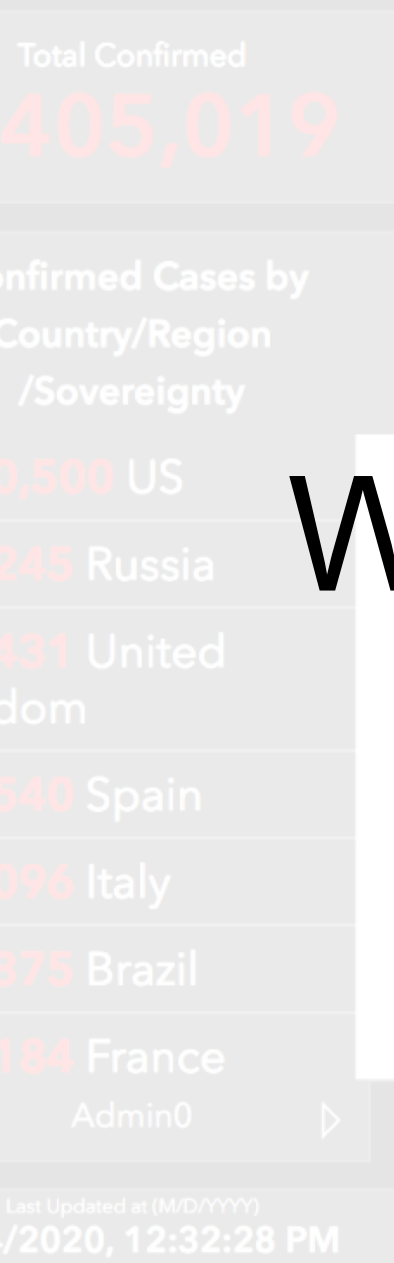 Total Confirmed
405,019
onfirmed Cases by
Country/Region
/Sovereignty
0,500 US
245 Russia
431 United
dom
540 Spain
096 Italy
375 Brazil
184 France
W
Admin0
Last Updated at (M/D/YYYY)
/2020, 12:32:28 PM